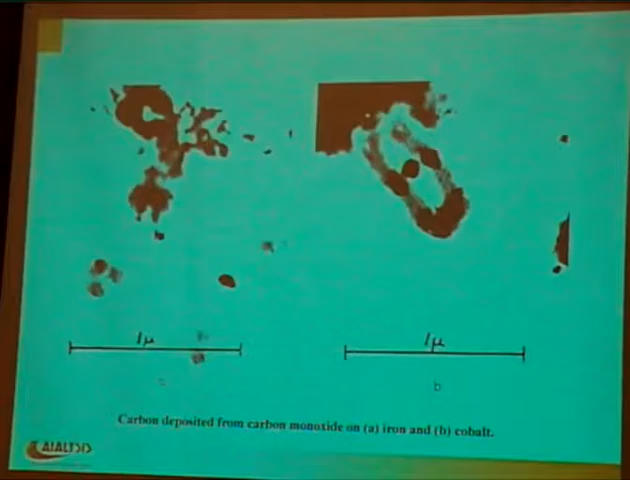 1μ
1μ
b
Carbon deposited from carbon monoxide on (a) iron and (b) cobalt.